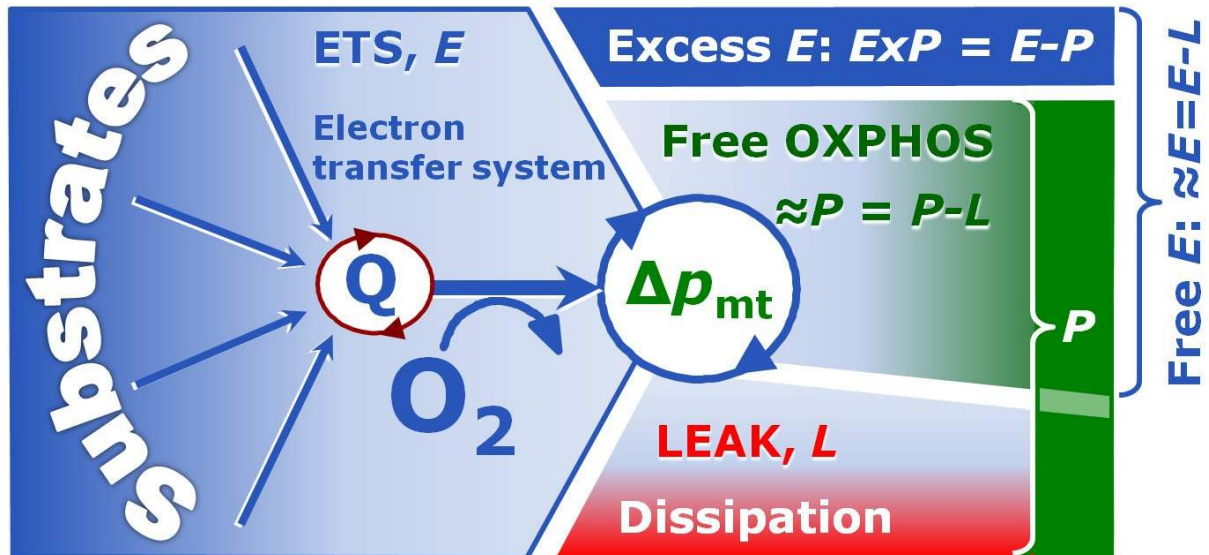 Substrates
ETS, E
Electron
transfer system
Q
O₂
Δpmt
Excess E: ExP = E-P
Free OXPHOS
≈P = P-L
P
LEAK, L
Dissipation
Free E: ≈E=E-L